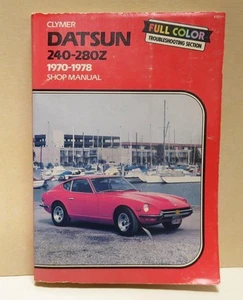 CLYMER
DATSUN
240-280Z
1970-1978
SHOP MANUAL
FULL COLOR
TROUBLESHOOTING SECTION